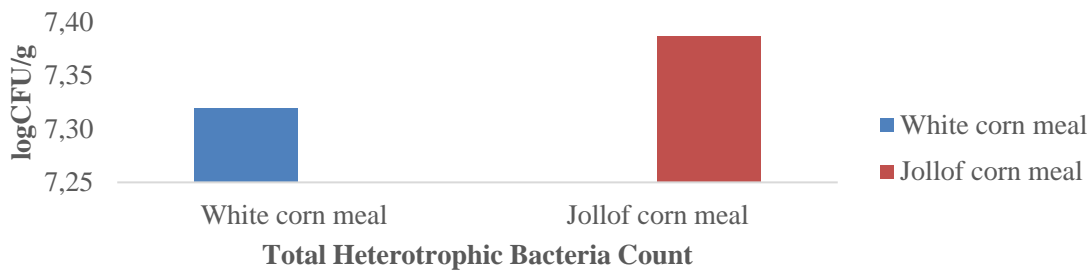 7,40
7,35
7,30
7,25
logCFU/g
White corn meal
Jollof corn meal
Total Heterotrophic Bacteria Count
White corn meal
Jollof corn meal